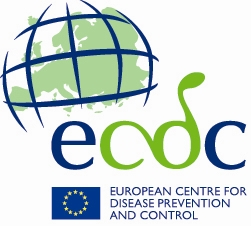 ecdc
EUROPEAN CENTRE FOR
DISEASE PREVENTION
AND CONTROL